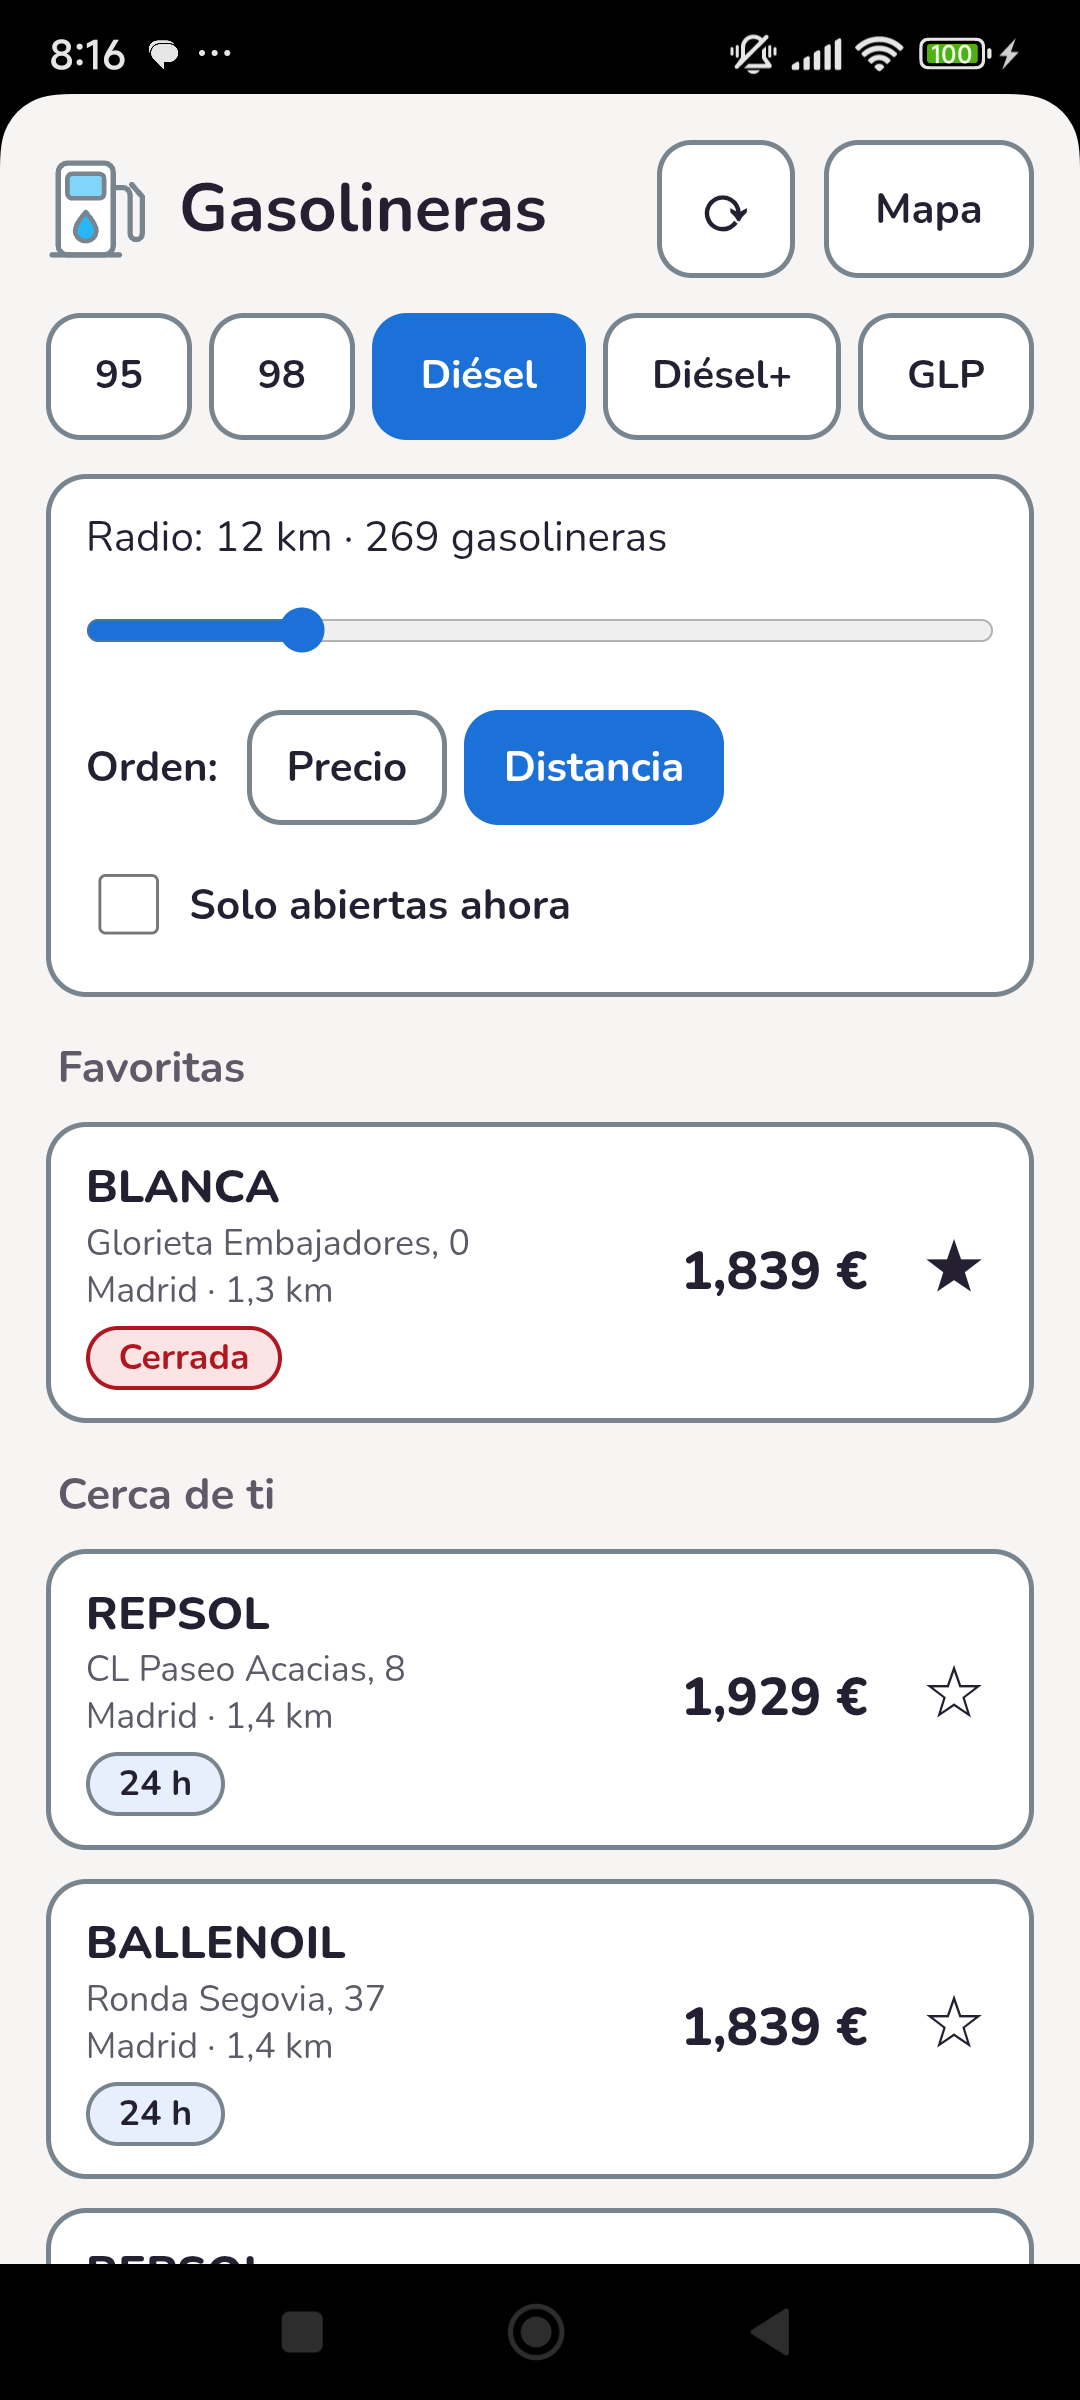 8:16
100
Gasolineras
Mapa
95
98
Diésel
Diésel+
GLP
Radio: 12 km · 269 gasolineras
Orden:
Precio
Distancia
Solo abiertas ahora
Favoritas
BLANCA
Glorieta Embajadores, 0
Madrid · 1,3 km
1,839 €
Cerrada
Cerca de ti
REPSOL
CL Paseo Acacias, 8
Madrid · 1,4 km
1,929 €
24 h
BALLENOIL
Ronda Segovia, 37
Madrid · 1,4 km
1,839 €
24 h
REPSOL